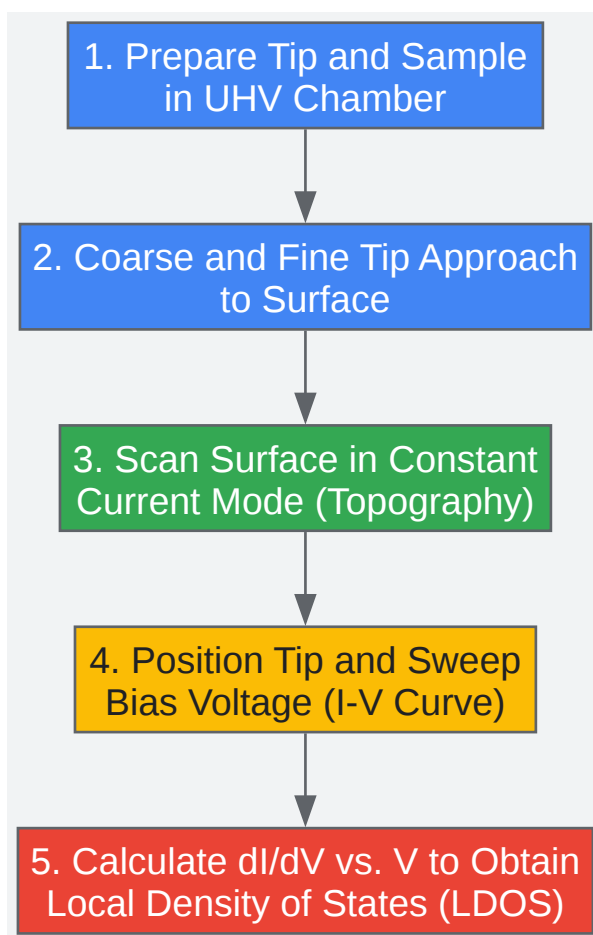 1. Prepare Tip and Sample
in UHV Chamber
2. Coarse and Fine Tip Approach
to Surface
3. Scan Surface in Constant
Current Mode (Topography)
4. Position Tip and Sweep
Bias Voltage (I-V Curve)
5. Calculate dI/dV vs. V to Obtain
Local Density of States (LDOS)